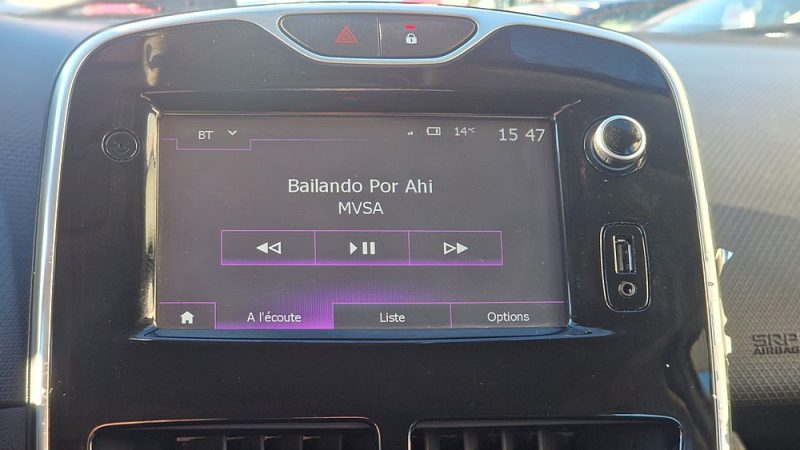 BT 14°C 15 47
Bailando Por Ahi
MVSA
A l'écoute Liste Options
SRP
AIRBAG